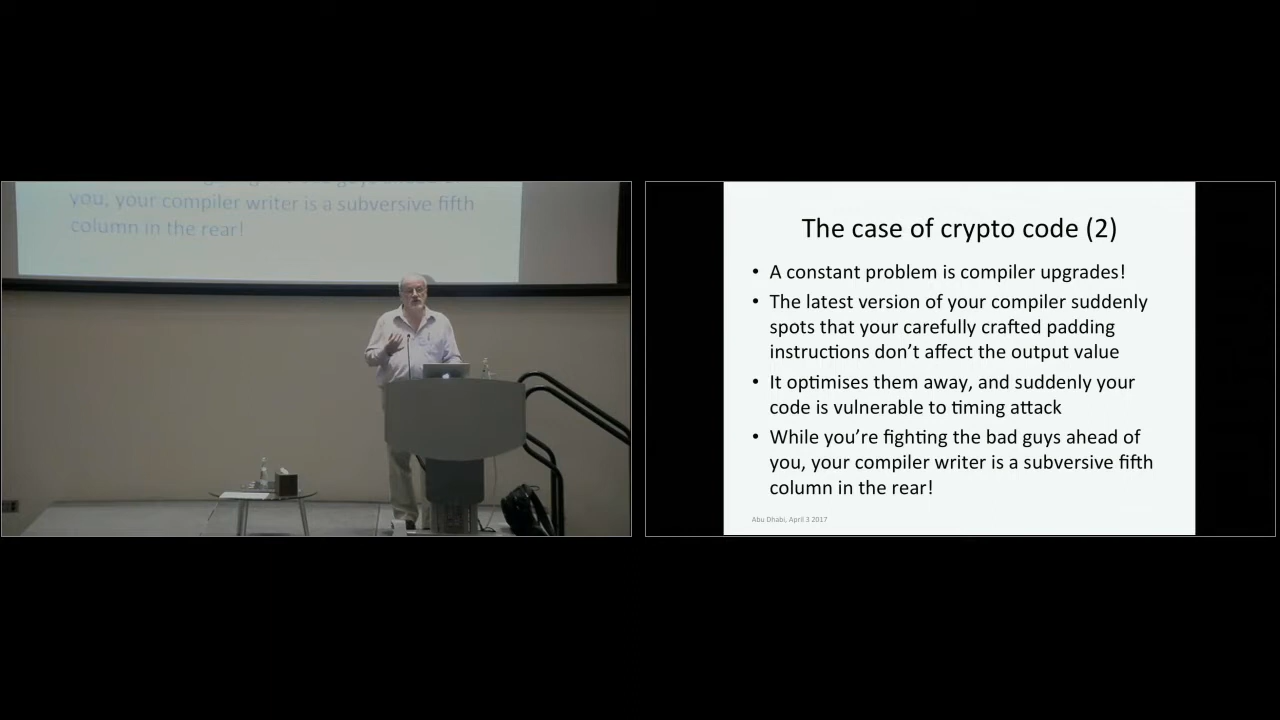 you, your compiler writer is a subversive fifth
column in the rear!
The case of crypto code (2)
• A constant problem is compiler upgrades!
• The latest version of your compiler suddenly
spots that your carefully crafted padding
instructions don’t affect the output value
• It optimises them away, and suddenly your
code is vulnerable to timing attack
• While you’re fighting the bad guys ahead of
you, your compiler writer is a subversive fifth
column in the rear!
Abu Dhabi, April 3 2017